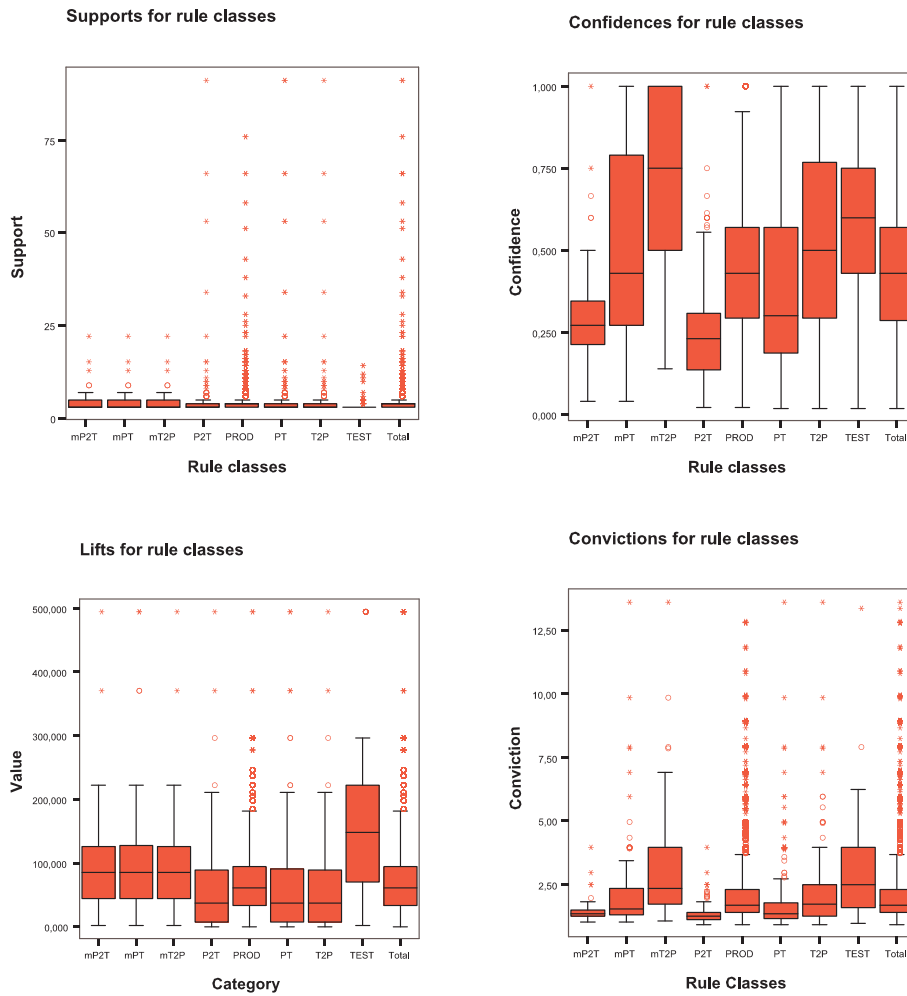 Supports for rule classes
75
50
25
0
Support
mP2T mPT mT2P P2T PROD PT T2P TEST Total
Rule classes
Confidences for rule classes
1,000
0,750
0,500
0,250
0,000
Confidence
mP2T mPT mT2P P2T PROD PT T2P TEST Total
Rule classes
Lifts for rule classes
500,000
400,000
300,000
200,000
100,000
0,000
Value
mP2T mPT mT2P P2T PROD PT T2P TEST Total
Category
Convictions for rule classes
12,50
10,00
7,50
5,00
2,50
Conviction
mP2T mPT mT2P P2T PROD PT T2P TEST Total
Rule Classes